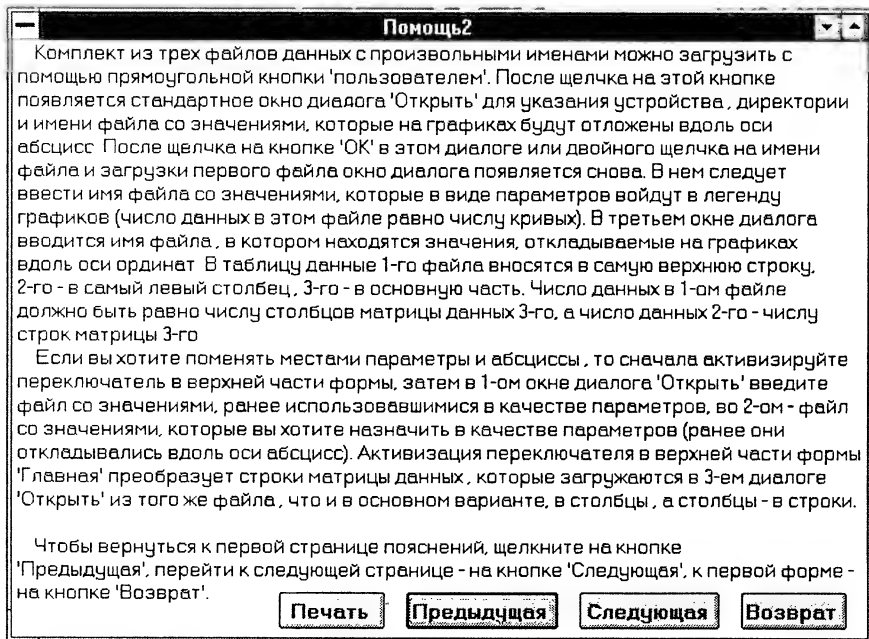 Помощь2
Комплект из трех файлов данных с произвольными именами можно загрузить с
помощью прямоугольной кнопки 'пользователем'. После щелчка на этой кнопке
появляется стандартное окно диалога 'Открыть' для указания устройства, директории
и имени файла со значениями, которые на графиках будут отложены вдоль оси
абсцисс После щелчка на кнопке 'ОК' в этом диалоге или двойного щелчка на имени
файла и загрузки первого файла окно диалога появляется снова. В нем следует
ввести имя файла со значениями, которые в виде параметров войдут в легенду
графиков (число данных в этом файле равно числу кривых). В третьем окне диалога
вводится имя файла, в котором находятся значения, откладываемые на графиках
вдоль оси ординат В таблицу данные 1-го файла вносятся в самую верхнюю строку,
2-го - в самый левый столбец, 3-го - в основную часть. Число данных в 1-ом файле
должно быть равно числу столбцов матрицы данных 3-го, а число данных 2-го - числу
строк матрицы 3-го
Если вы хотите поменять местами параметры и абсциссы, то сначала активизируйте
переключатель в верхней части формы, затем в 1-ом окне диалога 'Открыть' введите
файл со значениями, ранее использовавшимися в качестве параметров, во 2-ом - файл
со значениями, которые вы хотите назначить в качестве параметров (ранее они
откладывались вдоль оси абсцисс). Активизация переключателя в верхней части формы
'Главная' преобразует строки матрицы данных, которые загружаются в 3-ем диалоге
'Открыть' из того же файла, что и в основном варианте, в столбцы, а столбцы - в строки.
Чтобы вернуться к первой странице пояснений, щелкните на кнопке
'Предыдущая', перейти к следующей странице - на кнопке 'Следующая', к первой форме -
на кнопке 'Возврат'.
Печать Предыдущая Следующая Возврат